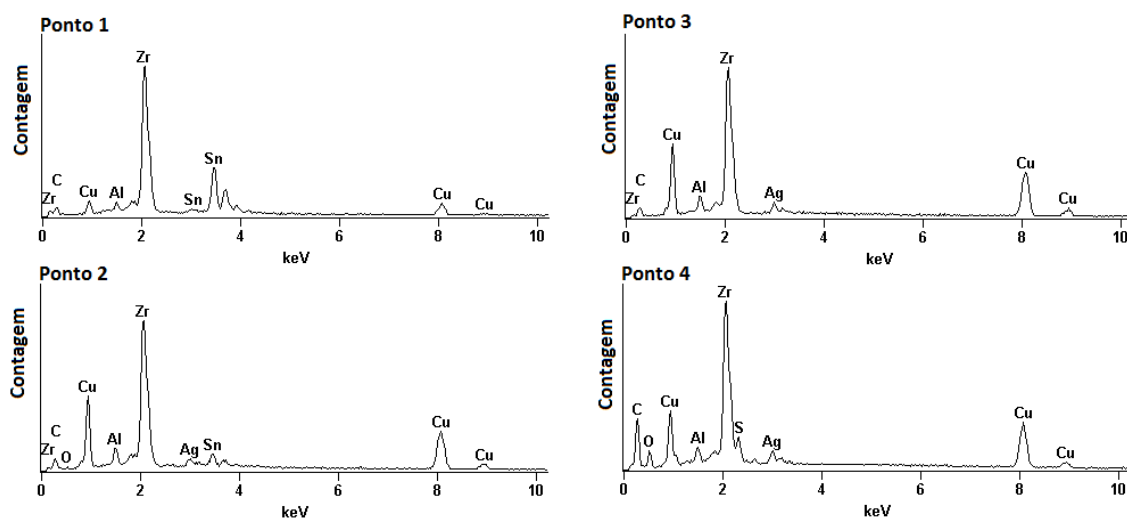 Ponto 1
Contagem
Zr
C
Zr
Cu
Al
Sn
Sn
Cu
Cu
0 2 4 6 8 10
keV
Ponto 3
Contagem
Zr
C
Zr
Cu
Al
Ag
Cu
Cu
0 2 4 6 8 10
keV
Ponto 2
Contagem
Zr
C
Zr
O
Cu
Al
Ag
Sn
Cu
Cu
0 2 4 6 8 10
keV
Ponto 4
Contagem
Zr
C
O
Cu
Al
S
Ag
Cu
Cu
0 2 4 6 8 10
keV